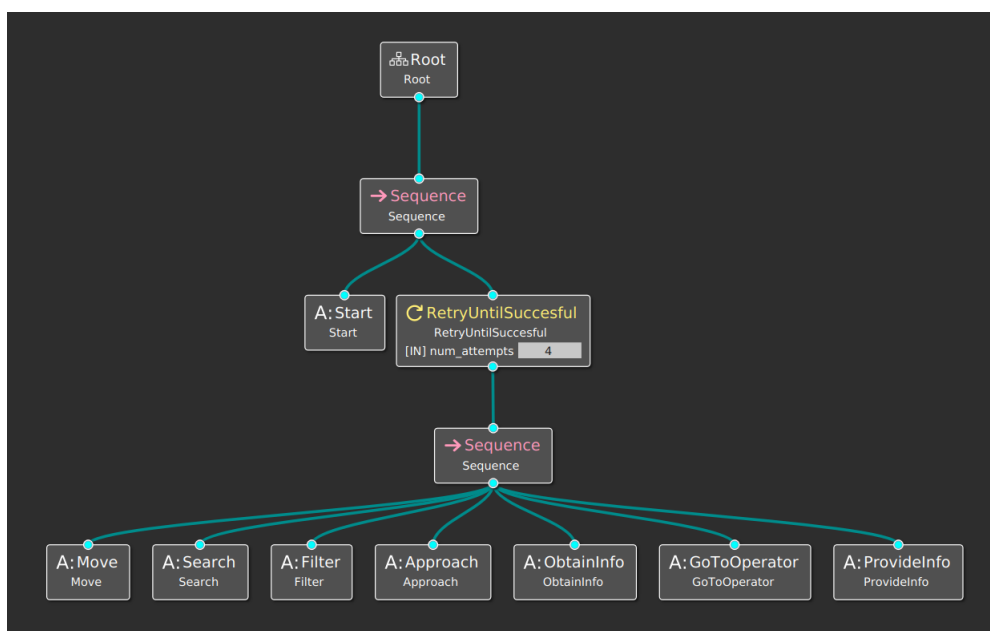 Root
Root
Sequence
Sequence
A:Start
Start
RetryUntilSuccesful
RetryUntilSuccesful
[IN] num_attempts 4
Sequence
Sequence
A:Move
Move
A:Search
Search
A:Filter
Filter
A:Approach
Approach
A:ObtainInfo
ObtainInfo
A:GoToOperator
GoToOperator
A:ProvideInfo
ProvideInfo